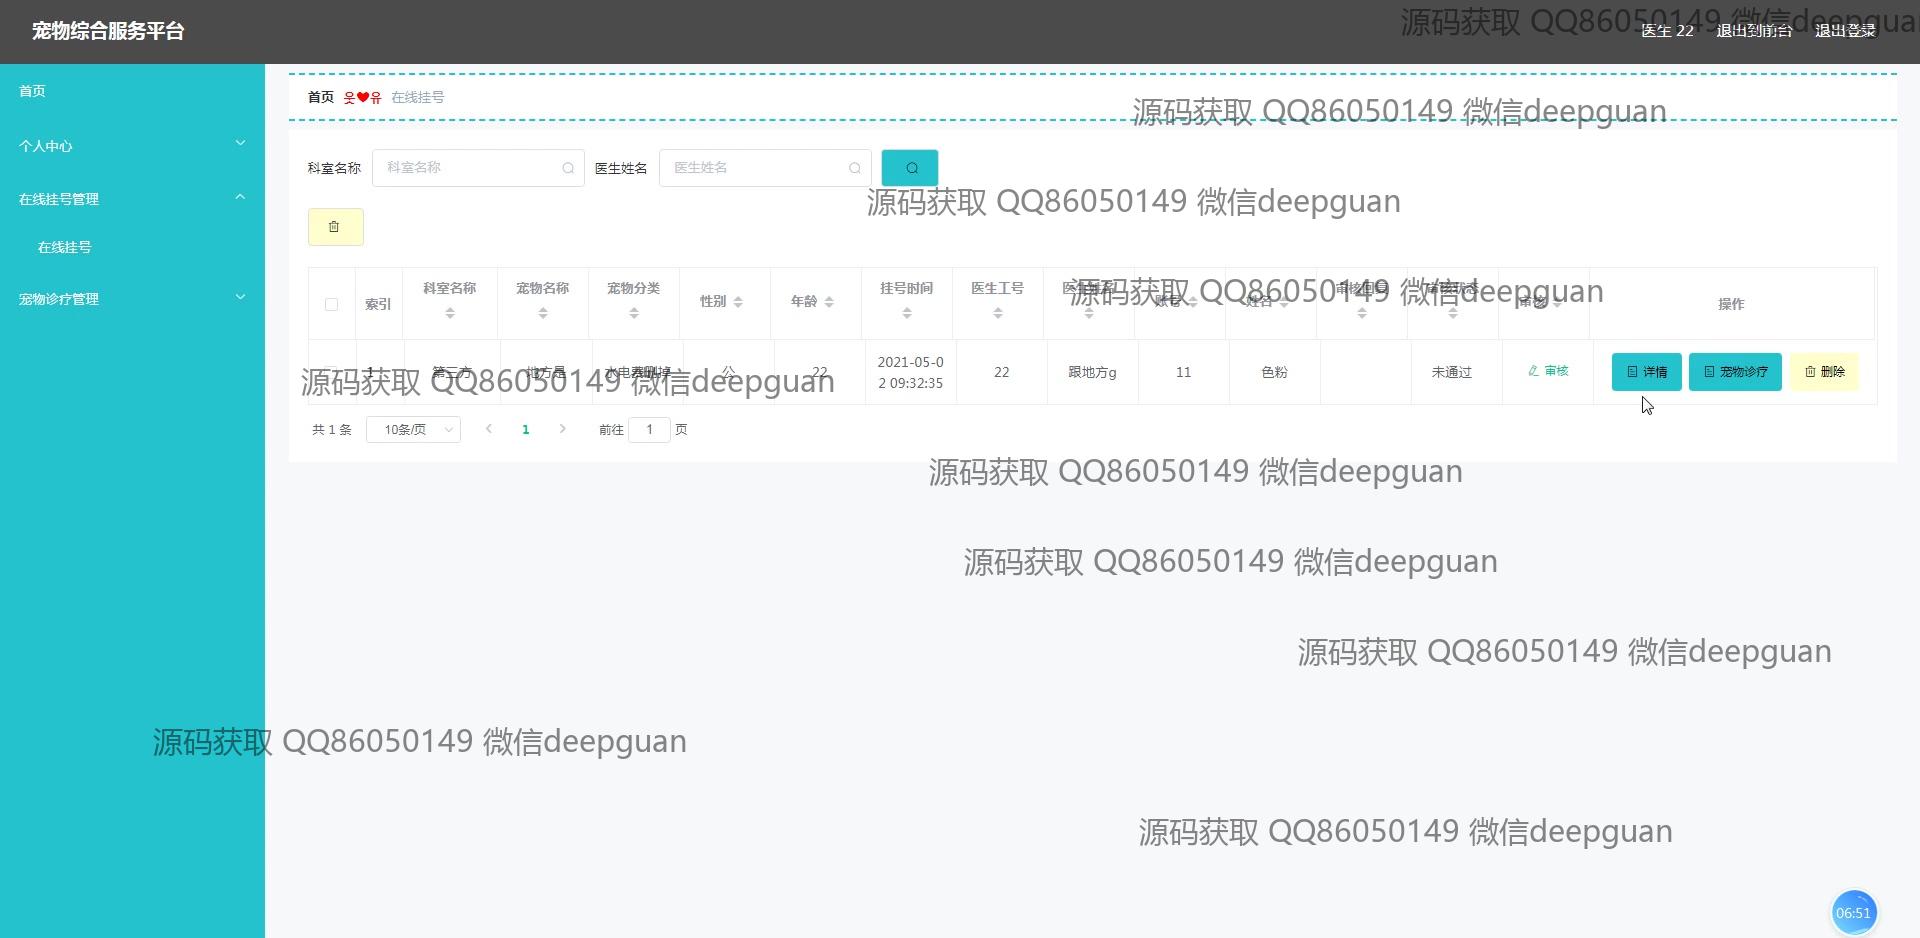 宠物综合服务平台
源码获取 QQ86050149 微信deepgua
医生 22 退出到前台 退出登录
首页
个人中心
在线挂号管理
在线挂号
宠物诊疗管理
首页 웃❤유 在线挂号
源码获取 QQ86050149 微信deepguan
科室名称 科室名称 医生姓名 医生姓名
源码获取 QQ86050149 微信deepguan
索引 科室名称 宠物名称 宠物分类 性别 年龄 挂号时间 医生工号 医生姓名 账号 姓名 审核回复 审核状态 审核 操作
源码获取 QQ86050149 微信deepguan
1 第三方 地方是 22 2021-05-02 09:32:35 22 跟地方g 11 色粉 未通过 审核 详情 宠物诊疗 删除
源码获取 QQ86050149 微信deepguan
共 1 条 10条/页 1 前往 1 页
源码获取 QQ86050149 微信deepguan
源码获取 QQ86050149 微信deepguan
源码获取 QQ86050149 微信deepguan
源码获取 QQ86050149 微信deepguan
源码获取 QQ86050149 微信deepguan
06:51